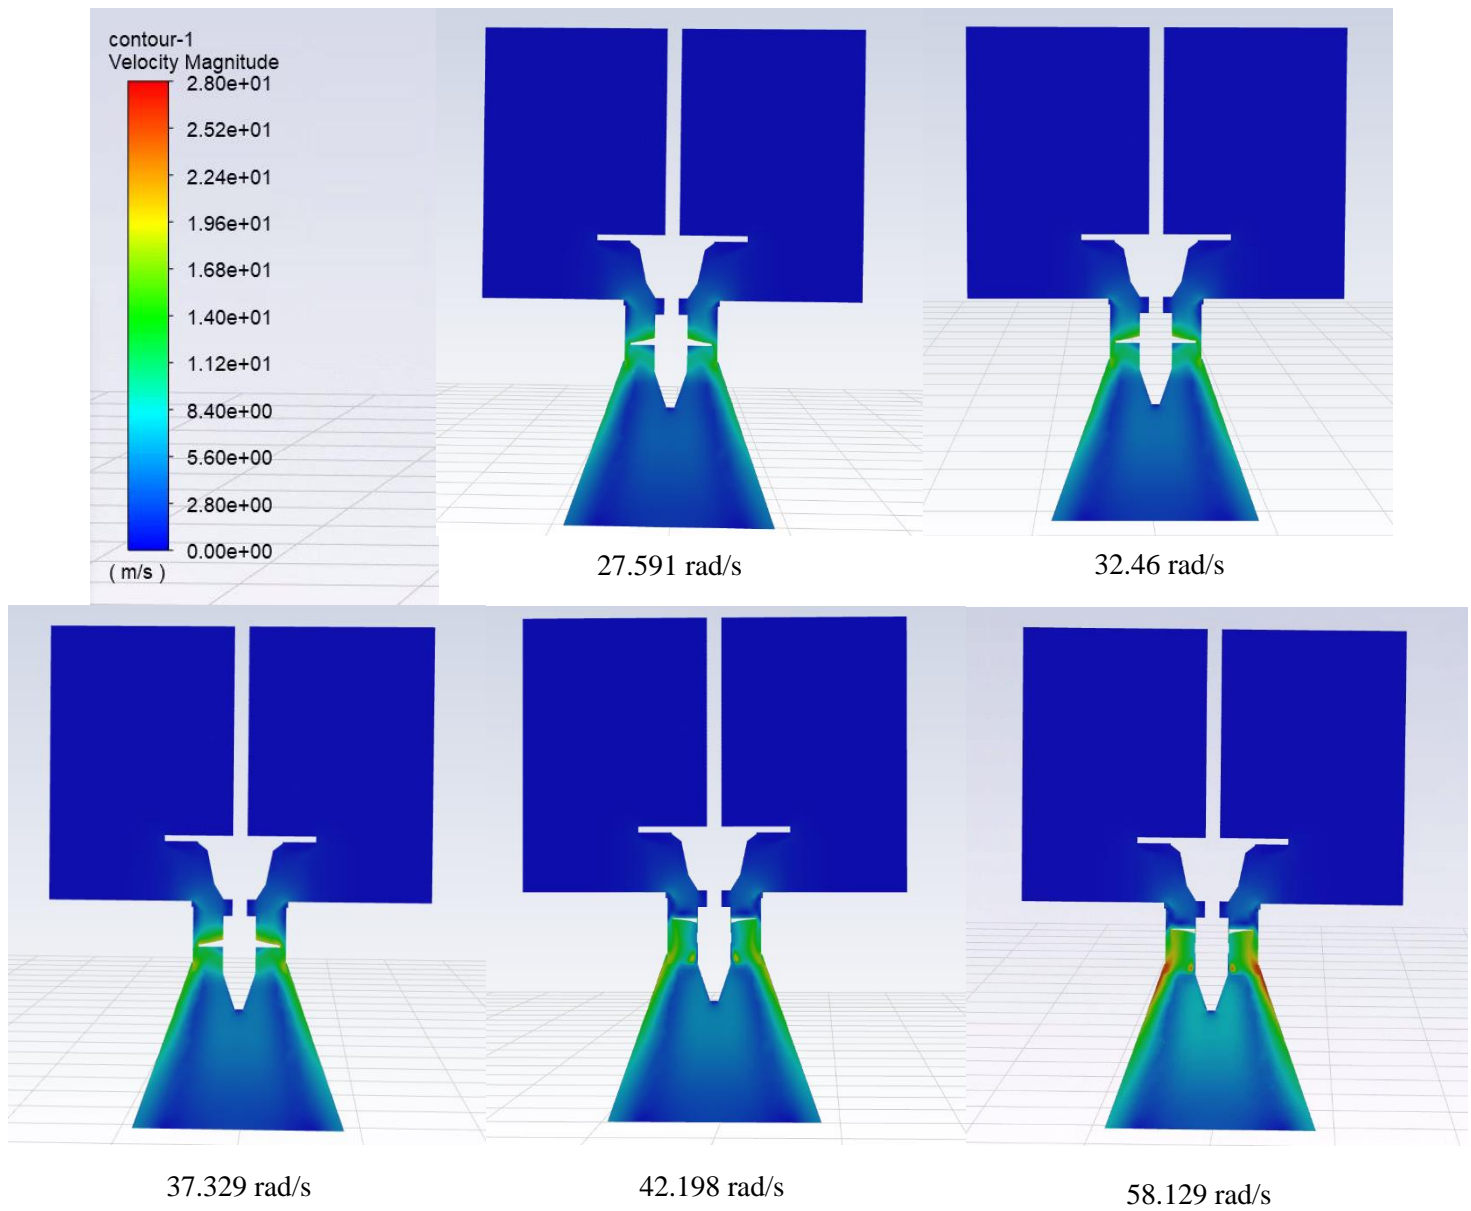 contour-1
Velocity Magnitude
2.80e+01
2.52e+01
2.24e+01
1.96e+01
1.68e+01
1.40e+01
1.12e+01
8.40e+00
5.60e+00
2.80e+00
0.00e+00
( m/s )
27.591 rad/s
32.46 rad/s
37.329 rad/s
42.198 rad/s
58.129 rad/s